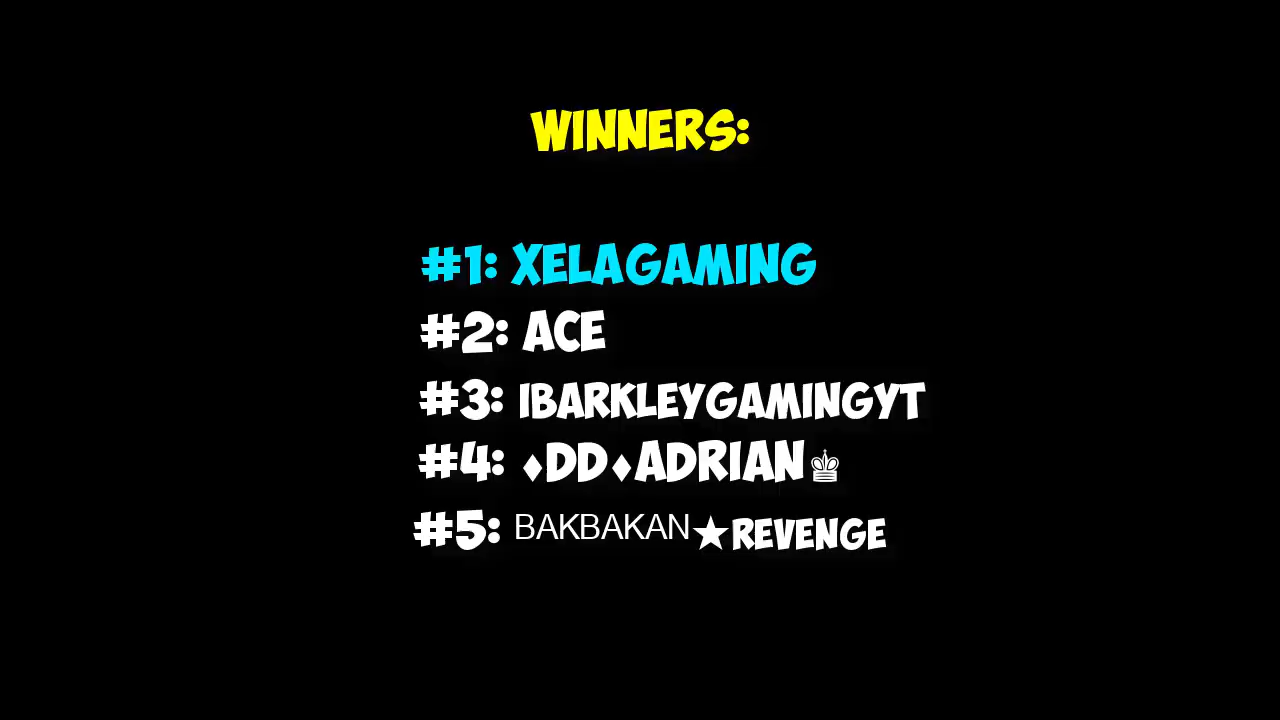 WINNERS:
#1: XELAGAMING
#2: ACE
#3: IBARKLEYGAMINGYT
#4: ♦DD♦ADRIAN♚
#5: ᴮᴬᴷᴮᴬᴷᴬᴺ★REVENGE